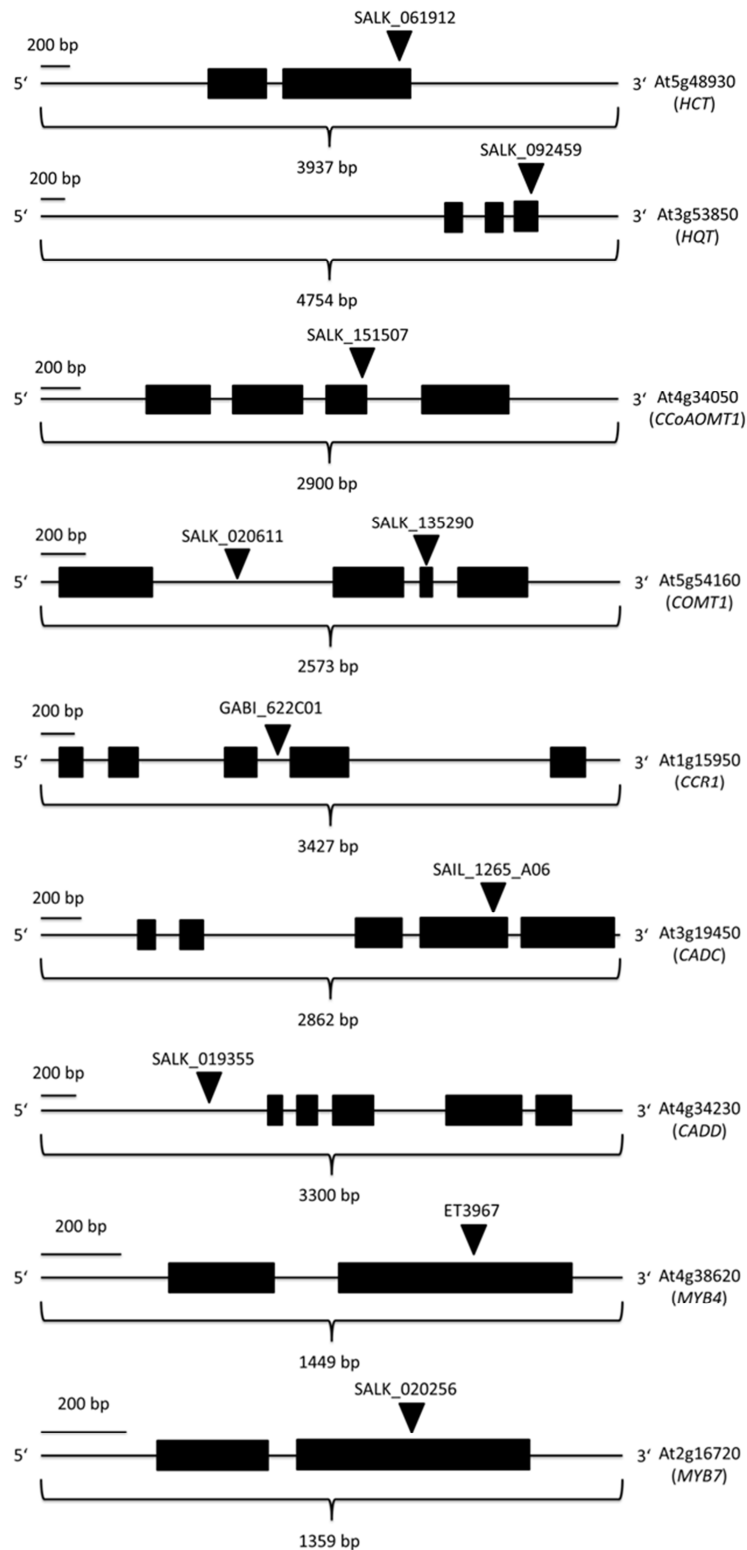 SALK_061912
200 bp
5‘ 3‘ At5g48930
(HCT)
3937 bp
SALK_092459
200 bp
5‘ 3‘ At3g53850
(HQT)
4754 bp
SALK_151507
200 bp
5‘ 3‘ At4g34050
(CCoAOMT1)
2900 bp
SALK_020611 SALK_135290
200 bp
5‘ 3‘ At5g54160
(COMT1)
2573 bp
GABI_622C01
200 bp
5‘ 3‘ At1g15950
(CCR1)
3427 bp
SAIL_1265_A06
200 bp
5‘ 3‘ At3g19450
(CADC)
2862 bp
SALK_019355
200 bp
5‘ 3‘ At4g34230
(CADD)
3300 bp
ET3967
200 bp
5‘ 3‘ At4g38620
(MYB4)
1449 bp
SALK_020256
200 bp
5‘ 3‘ At2g16720
(MYB7)
1359 bp